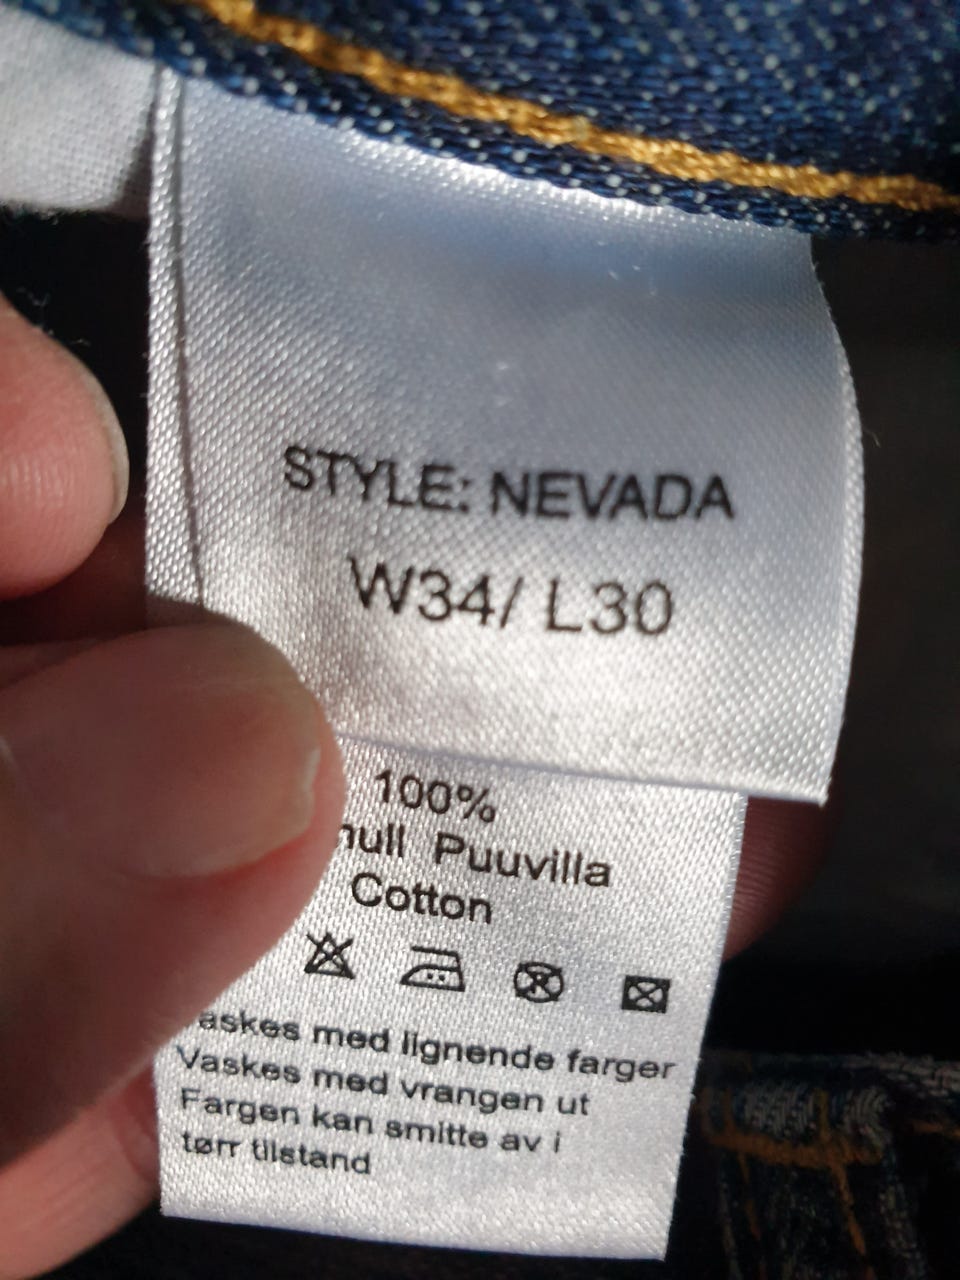 STYLE: NEVADA
W34/ L30
100%
Puuvilla
Cotton
med lignende farger
Vaskes med vrangen ut
Fargen kan smitte av i
tørr tilstand